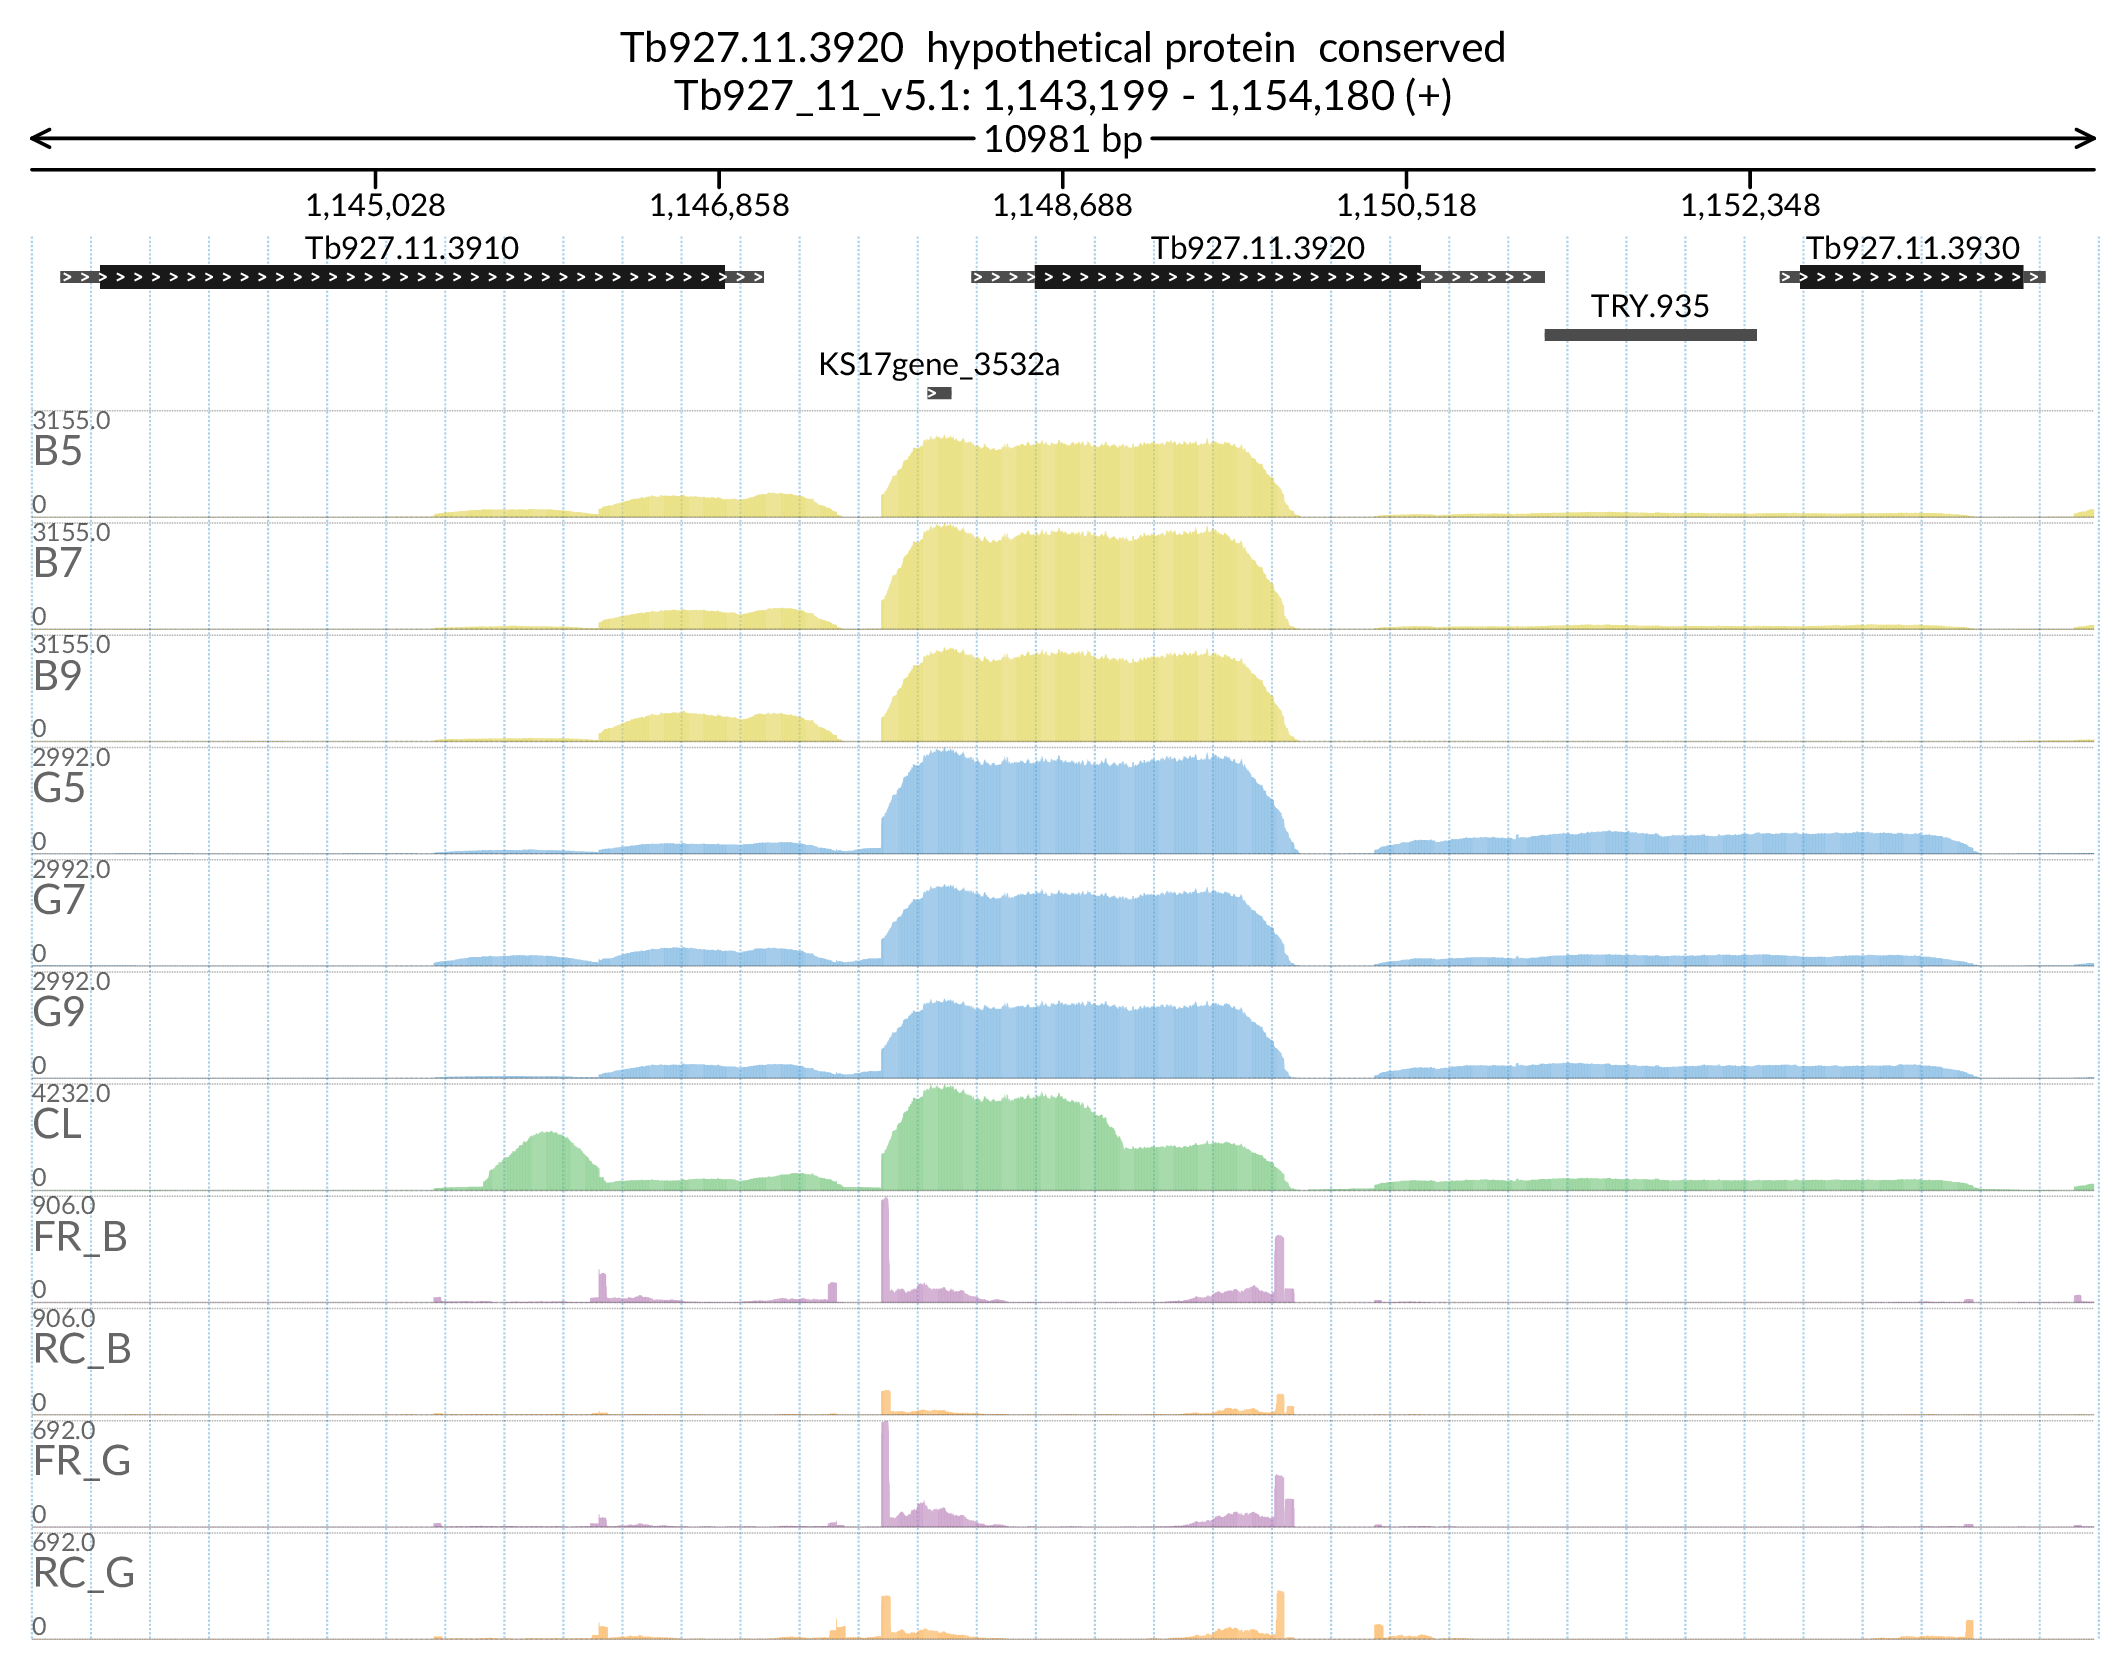 Tb927.11.3920  hypothetical protein  conserved
Tb927_11_v5.1: 1,143,199 - 1,154,180 (+)
10981 bp
1,145,028 1,146,858 1,148,688 1,150,518 1,152,348
Tb927.11.3910 Tb927.11.3920 Tb927.11.3930
TRY.935
KS17gene_3532a
3155.0
B5
0
3155.0
B7
0
3155.0
B9
0
2992.0
G5
0
2992.0
G7
0
2992.0
G9
0
4232.0
CL
0
906.0
FR_B
0
906.0
RC_B
0
692.0
FR_G
0
692.0
RC_G
0